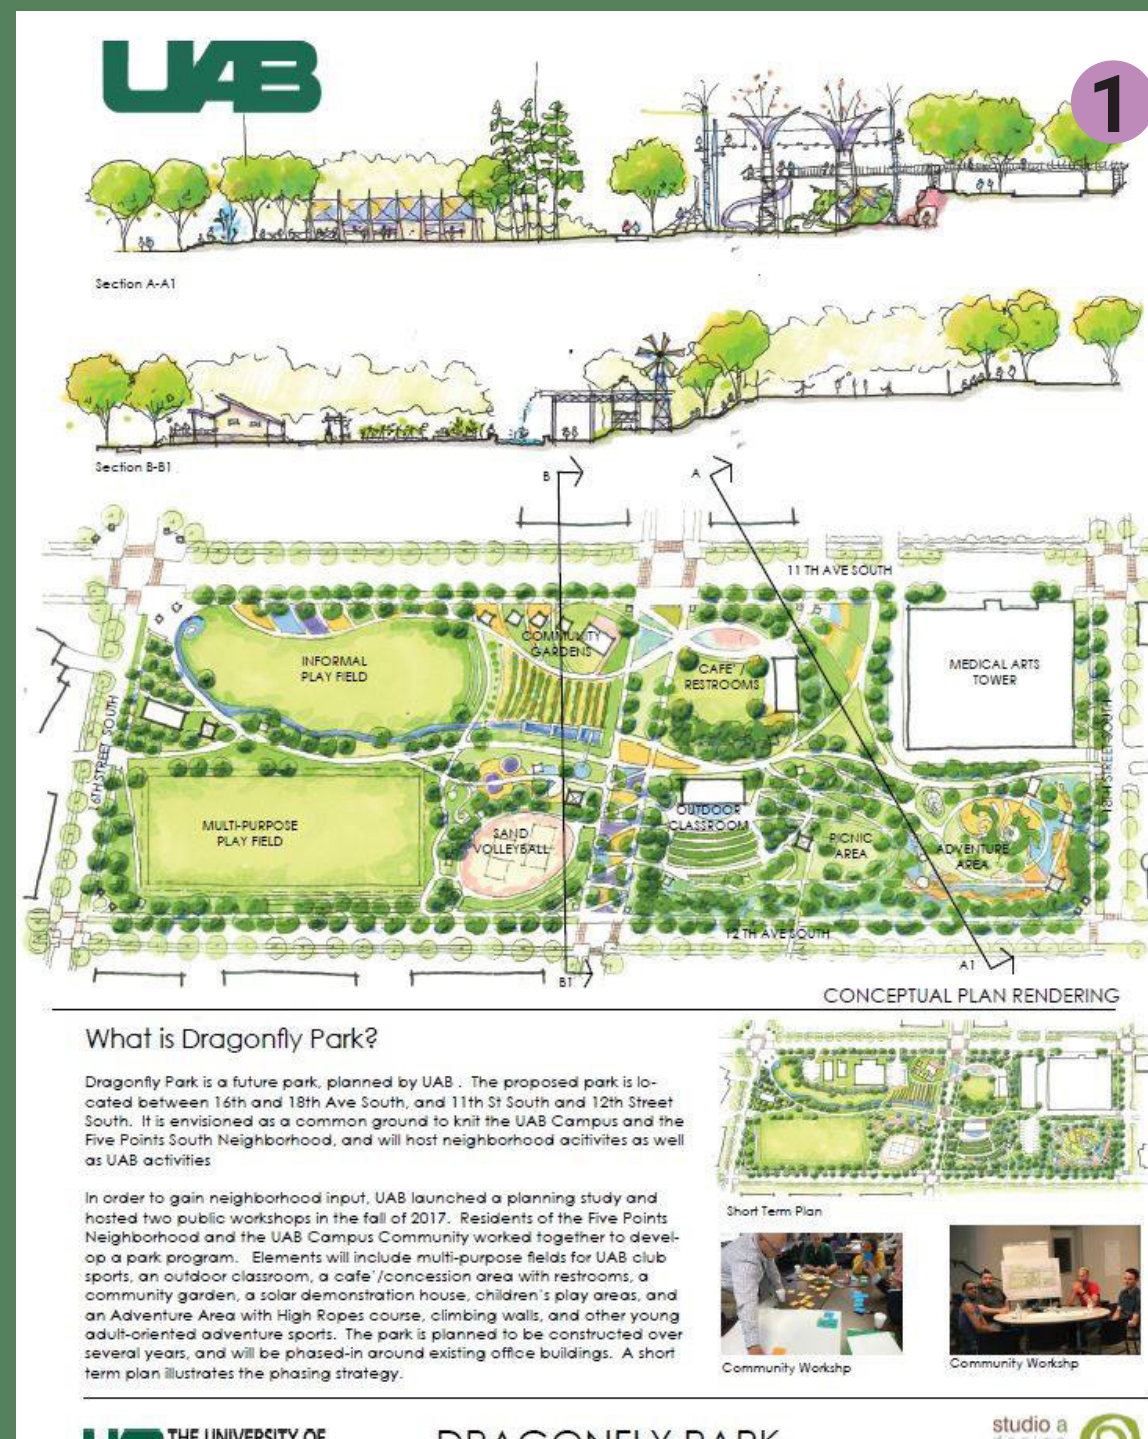 UAB
1
Section A-A1
Section B-B1
B
A
11 TH AVE SOUTH
COMMUNITY
GARDENS
INFORMAL
PLAY FIELD
CAFE' /
RESTROOMS
MEDICAL ARTS
TOWER
16TH STREET SOUTH
18TH STREET SOUTH
MULTI-PURPOSE
PLAY FIELD
SAND
VOLLEYBALL
OUTDOOR
CLASSROOM
PICNIC
AREA
ADVENTURE
AREA
12 TH AVE SOUTH
B1
A1
CONCEPTUAL PLAN RENDERING
What is Dragonfly Park?
Dragonfly Park is a future park, planned by UAB . The proposed park is lo-
cated between 16th and 18th Ave South, and 11th St South and 12th Street
South. It is envisioned as a common ground to knit the UAB Campus and the
Five Points South Neighborhood, and will host neighborhood acitivites as well
as UAB activities
In order to gain neighborhood input, UAB launched a planning study and
hosted two public workshops in the fall of 2017. Residents of the Five Points
Neighborhood and the UAB Campus Community worked together to devel-
op a park program. Elements will include multi-purpose fields for UAB club
sports, an outdoor classroom, a cafe'/concession area with restrooms, a
community garden, a solar demonstration house, children's play areas, and
an Adventure Area with High Ropes course, climbing walls, and other young
adult-oriented adventure sports. The park is planned to be constructed over
several years, and will be phased-in around existing office buildings. A short
term plan illustrates the phasing strategy.
Short Term Plan
Community Workshp
Community Workshp
UAB THE UNIVERSITY OF
DRAGONFLY PARK
studio a